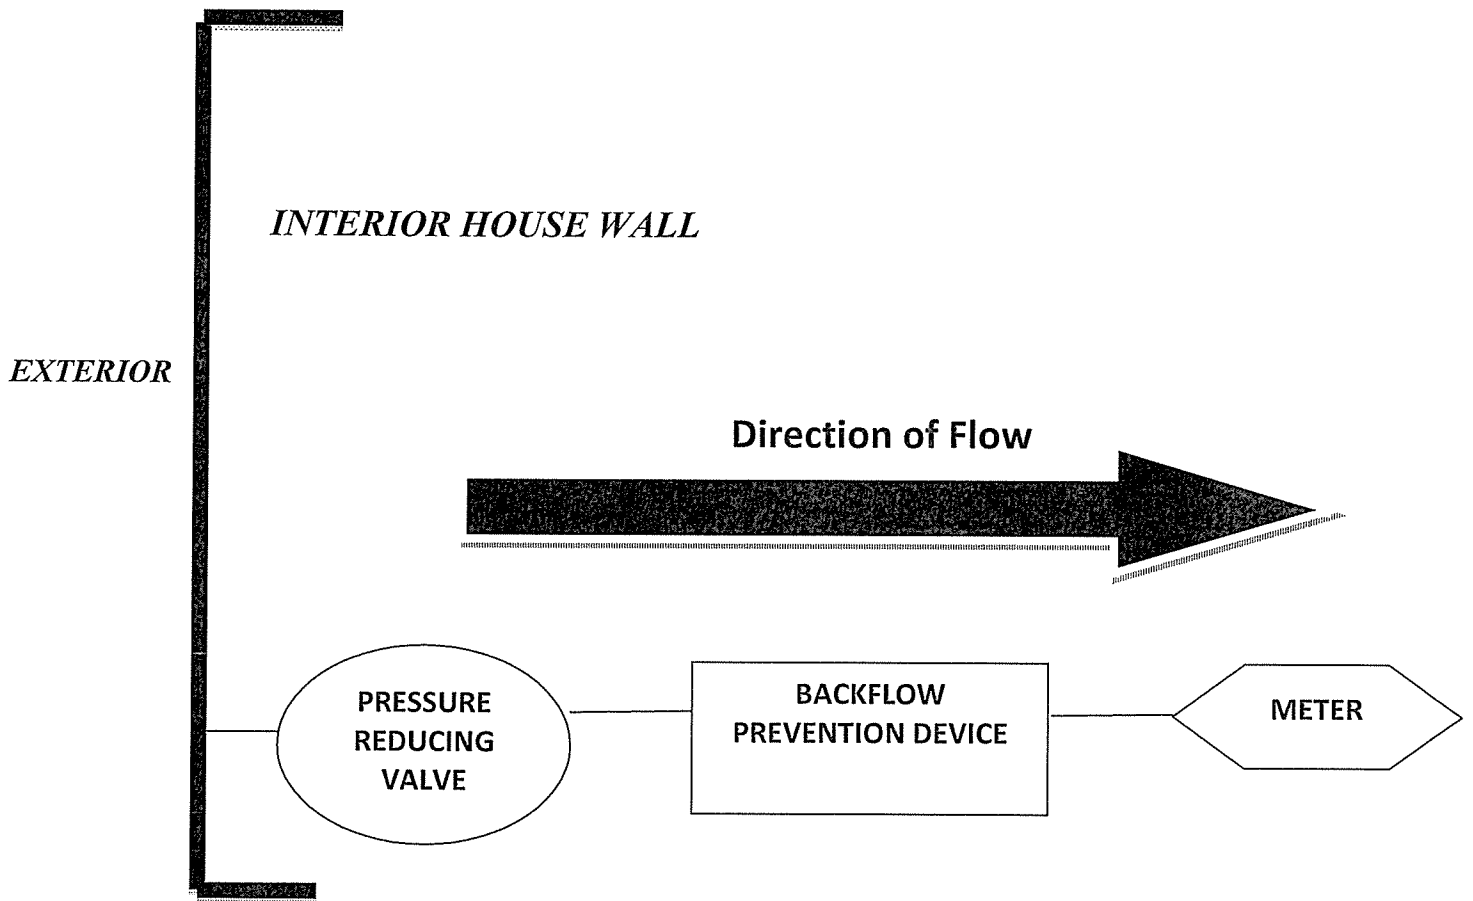 INTERIOR HOUSE WALL
EXTERIOR
Direction of Flow
PRESSURE
REDUCING
VALVE
BACKFLOW
PREVENTION DEVICE
METER